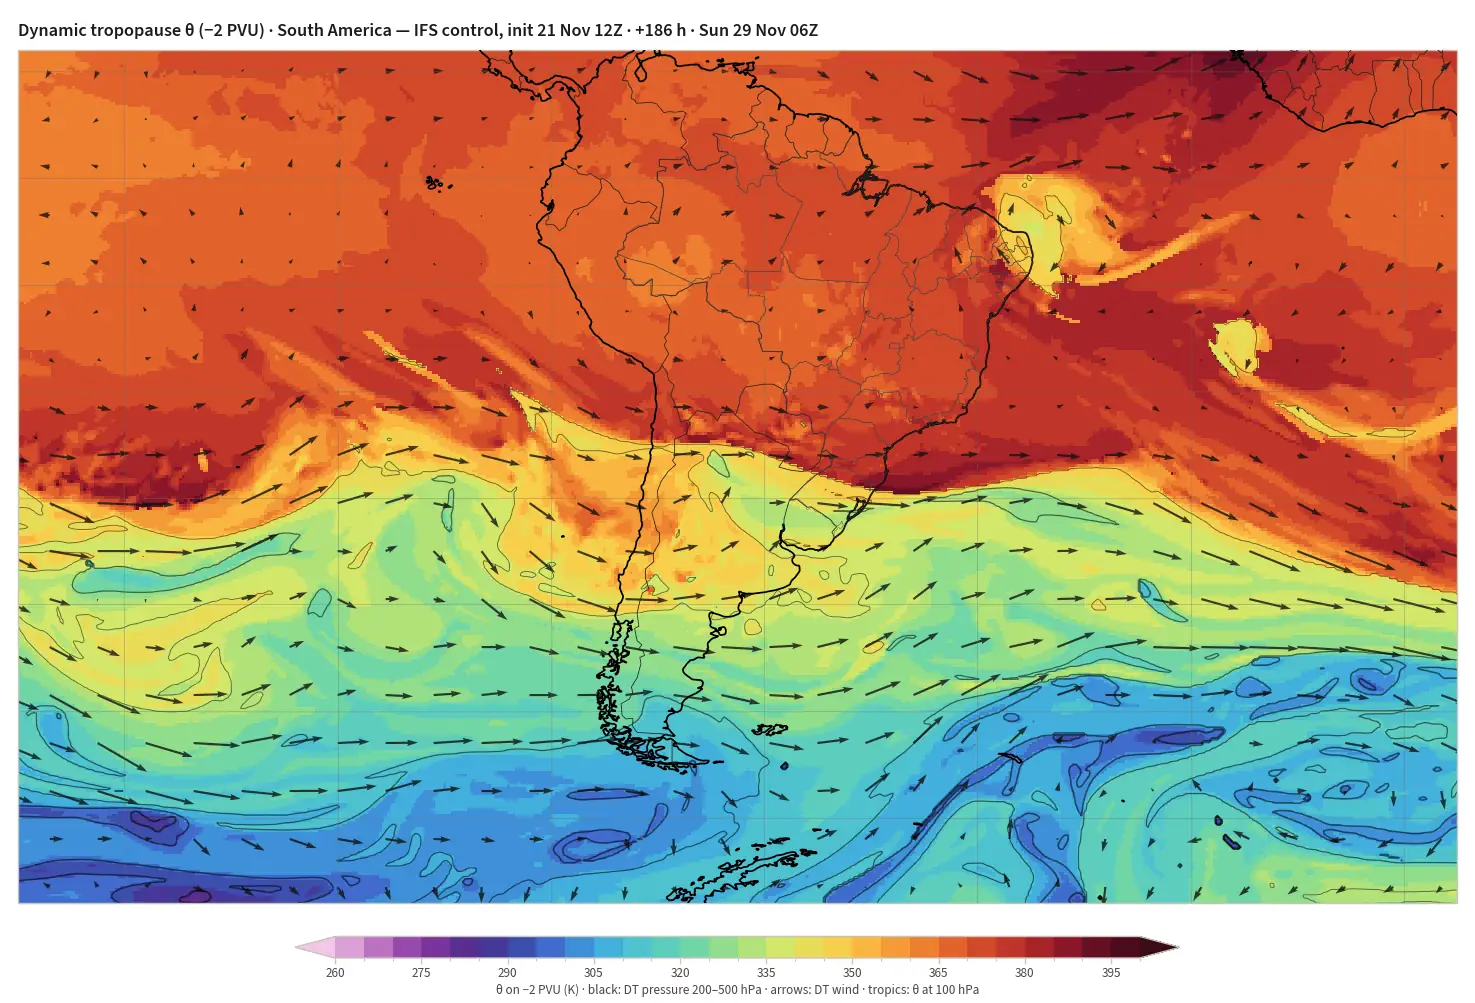 Dynamic tropopause θ (−2 PVU) · South America — IFS control, init 21 Nov 12Z · +186 h · Sun 29 Nov 06Z
260 275 290 305 320 335 350 365 380 395
θ on −2 PVU (K) · black: DT pressure 200–500 hPa · arrows: DT wind · tropics: θ at 100 hPa